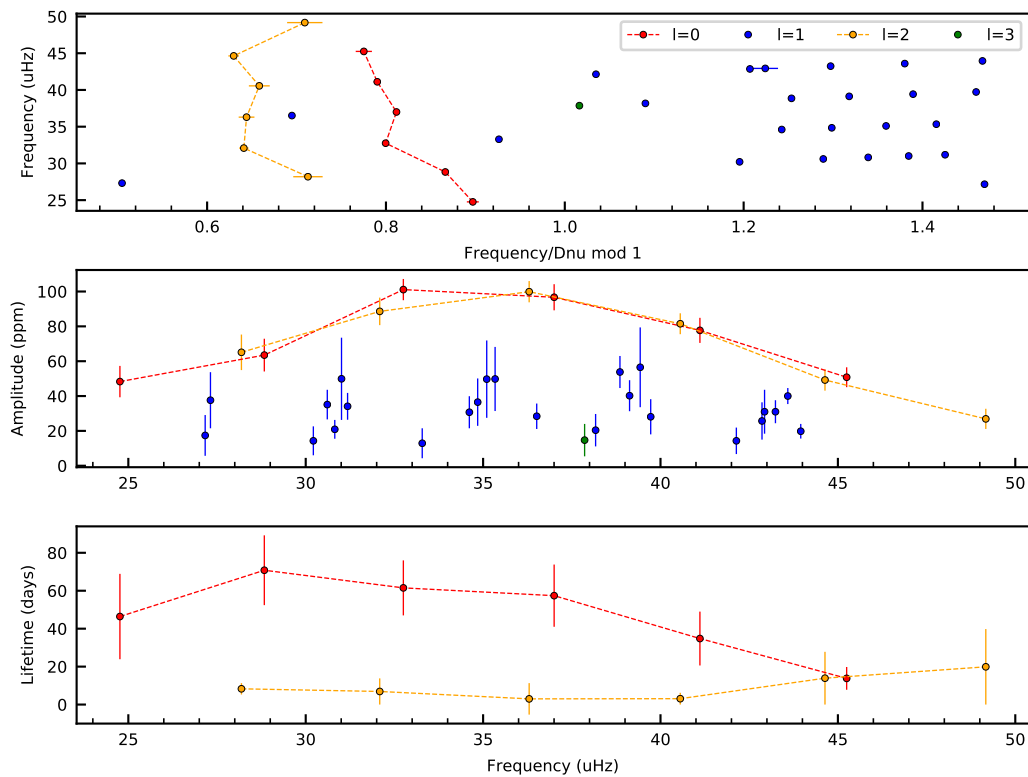 50
45
40
35
30
25
Frequency (uHz)
l=0 l=1 l=2 l=3
0.6 0.8 1.0 1.2 1.4
Frequency/Dnu mod 1
100
80
60
40
20
0
Amplitude (ppm)
25 30 35 40 45 50
80
60
40
20
0
Lifetime (days)
25 30 35 40 45 50
Frequency (uHz)